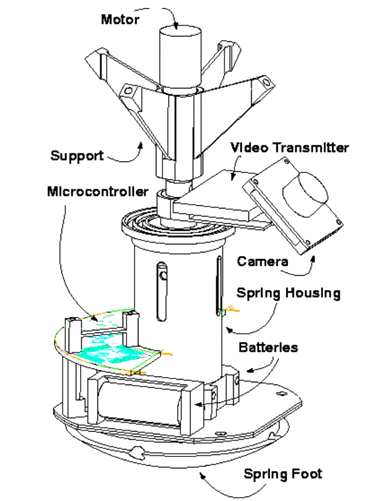 Motor
Support
Video Transmitter
Microcontroller
Camera
Spring Housing
Batteries
Spring Foot